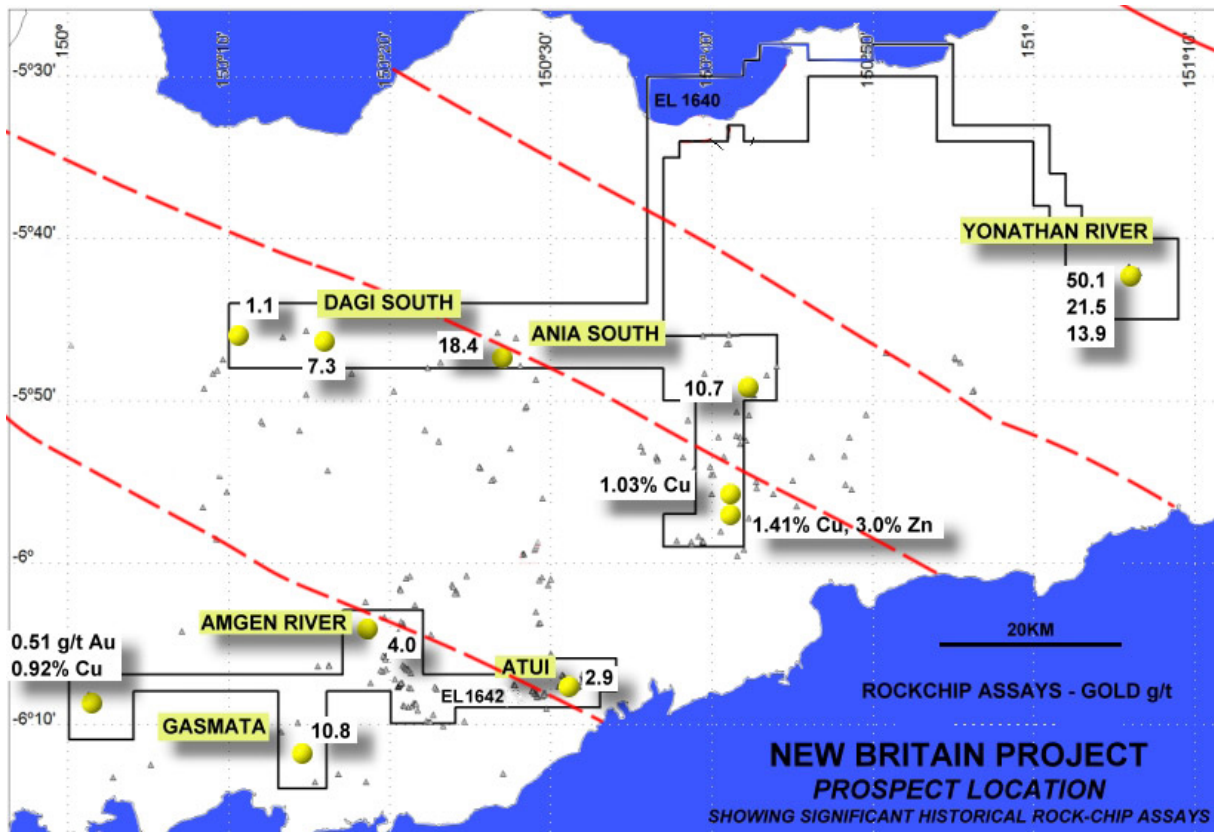 150°
150°10'
150°20'
150°30'
150°50'
151°
151°10'
-5°30'
EL 1640
-5°40'
YONATHAN RIVER
50.1
21.5
13.9
1.1
DAGI SOUTH
7.3
18.4
ANIA SOUTH
10.7
-5°50'
1.03% Cu
1.41% Cu, 3.0% Zn
-6°
AMGEN RIVER
4.0
0.51 g/t Au
0.92% Cu
ATUI
2.9
EL 1642
-6°10'
GASMATA
10.8
20KM
ROCKCHIP ASSAYS - GOLD g/t
NEW BRITAIN PROJECT
PROSPECT LOCATION
SHOWING SIGNIFICANT HISTORICAL ROCK-CHIP ASSAYS